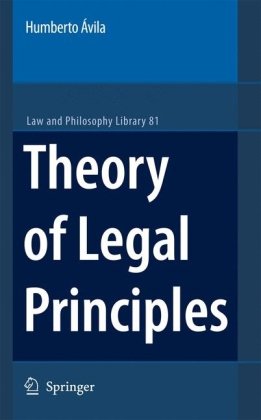 Humberto Ávila
Law and Philosophy Library 81
Theory
of Legal
Principles
Springer